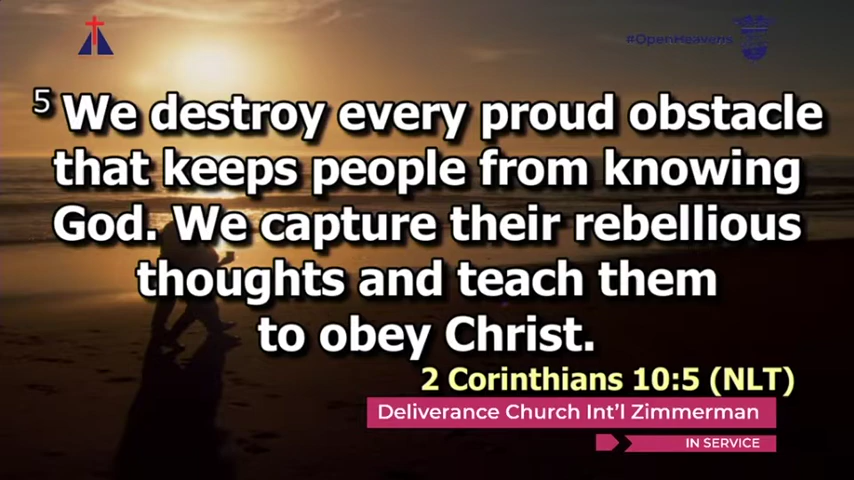 #OpenHeavens
5 We destroy every proud obstacle
that keeps people from knowing
God. We capture their rebellious
thoughts and teach them
to obey Christ.
2 Corinthians 10:5 (NLT)
Deliverance Church Int'l Zimmerman
IN SERVICE